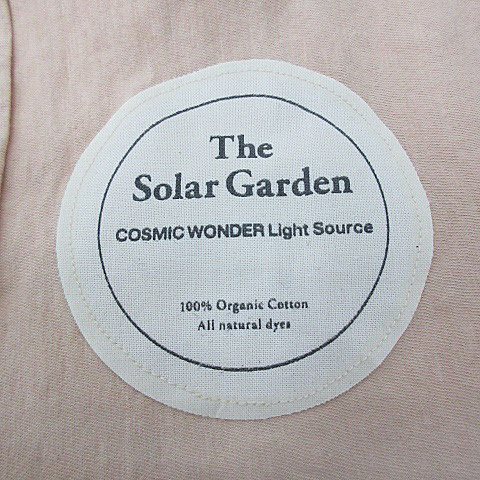 The
Solar Garden
COSMIC WONDER Light Source
100% Organic Cotton
All natural dyes